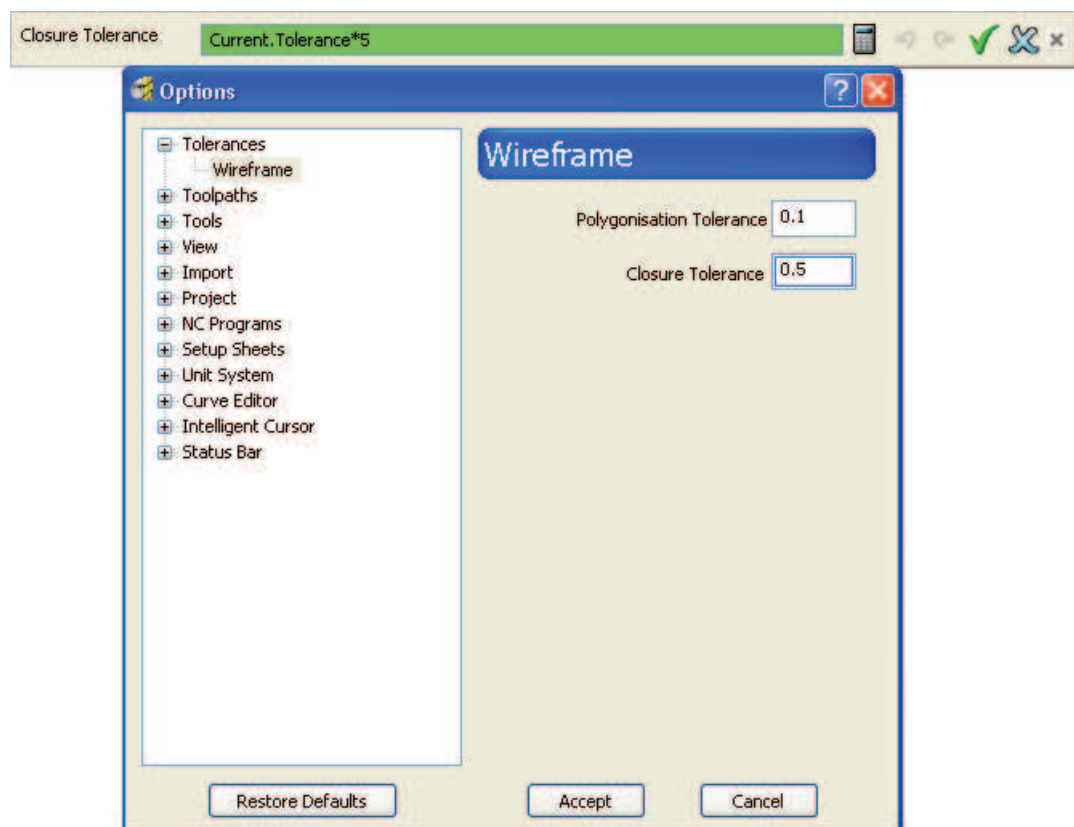 Closure Tolerance Current.Tolerance*5
Options
Tolerances
Wireframe
Toolpaths
Tools
View
Import
Project
NC Programs
Setup Sheets
Unit System
Curve Editor
Intelligent Cursor
Status Bar
Wireframe
Polygonisation Tolerance 0.1
Closure Tolerance 0.5
Restore Defaults Accept Cancel